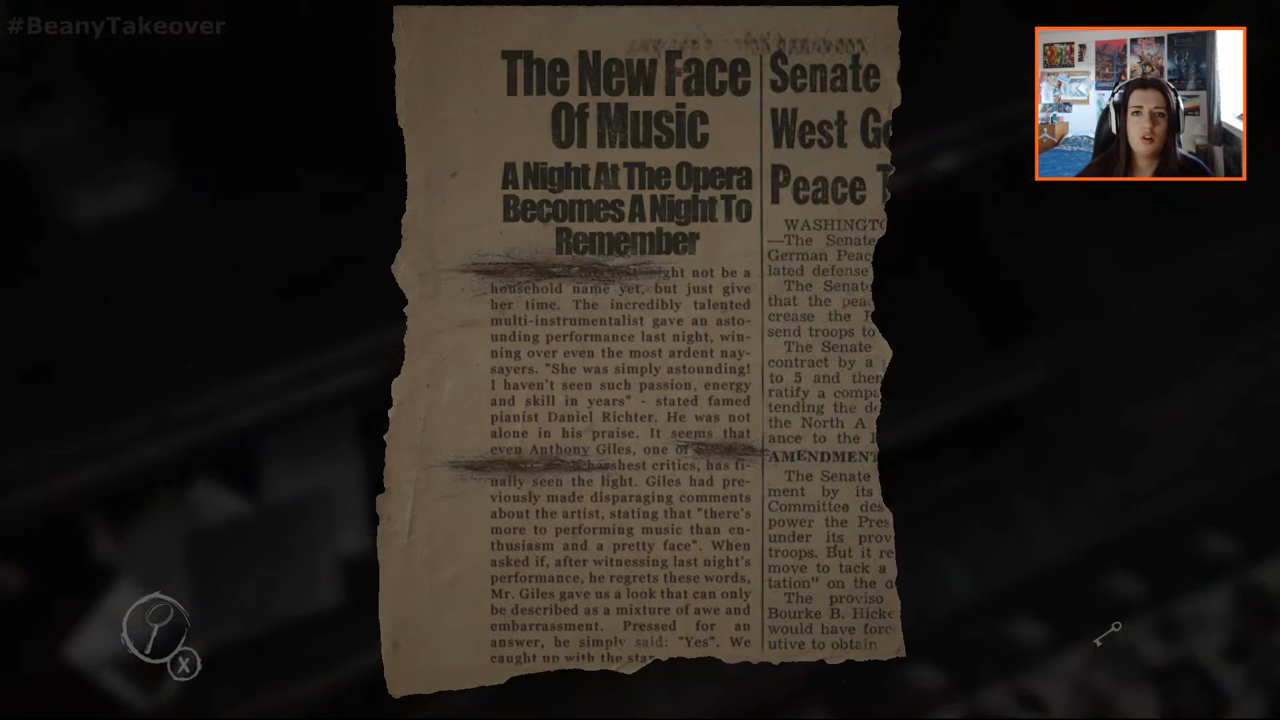 #BeanyTakeover
The New Face
Of Music
A Night At The Opera
Becomes A Night To
Remember
not be a
household name yet, but just give
her time. The incredibly talented
multi-instrumentalist gave an asto-
unding performance last night, win-
ning over even the most ardent nay-
sayers. "She was simply astounding!
I haven't seen such passion, energy
and skill in years" - stated famed
pianist Daniel Richter. He was not
alone in his praise. It seems that
even Anthony Giles, one of
harshest critics, has fi-
nally seen the light. Giles had pre-
viously made disparaging comments
about the artist, stating that "there's
more to performing music than en-
thusiasm and a pretty face". When
asked if, after witnessing last night's
performance, he regrets these words,
Mr. Giles gave us a look that can only
be described as a mixture of awe and
embarrassment. Pressed for an
answer, he simply said: "Yes". We
caught up with the star
Senate
West
Peace
WASHINGTO
—The Senate
German Peac
lated defense
The Senate
that the pea
crease the
send troops to
The Senate
contract by a
to 5 and then
ratify a compa
tending the de
the North A
ance to the
AMENDMENT
The Senate
ment by its
Committee des
power the Pres
under its prov
troops. But it re
move to tack a
tation" on the
The proviso
Bourke B. Hicke
would have forc
utive to obtain
X